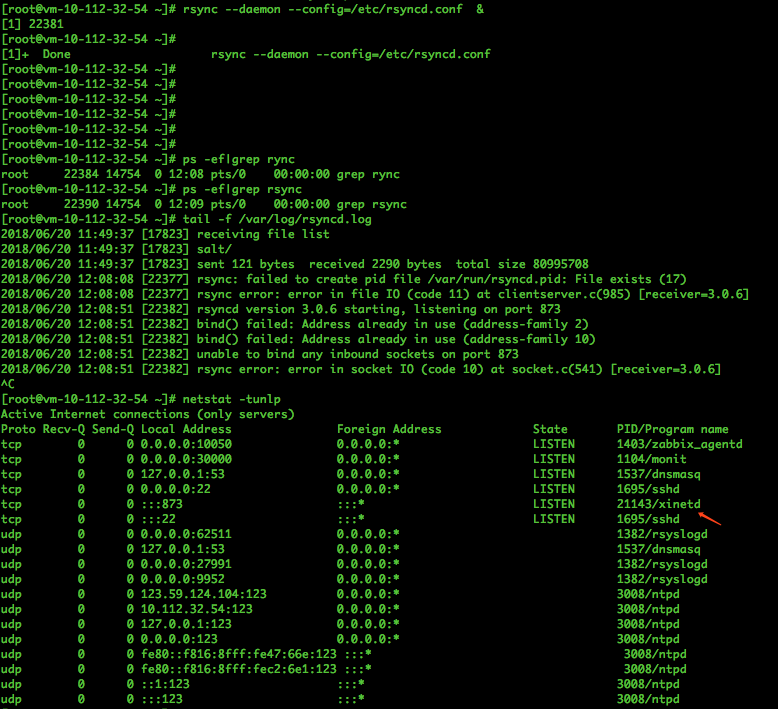 [root@vm-10-112-32-54 ~]# rsync --daemon --config=/etc/rsyncd.conf  &
[1] 22381
[root@vm-10-112-32-54 ~]#
[1]+  Done                    rsync --daemon --config=/etc/rsyncd.conf
[root@vm-10-112-32-54 ~]#
[root@vm-10-112-32-54 ~]#
[root@vm-10-112-32-54 ~]#
[root@vm-10-112-32-54 ~]#
[root@vm-10-112-32-54 ~]#
[root@vm-10-112-32-54 ~]#
[root@vm-10-112-32-54 ~]# ps -ef|grep rync
root     22384 14754  0 12:08 pts/0    00:00:00 grep rync
[root@vm-10-112-32-54 ~]# ps -ef|grep rsync
root     22390 14754  0 12:09 pts/0    00:00:00 grep rsync
[root@vm-10-112-32-54 ~]# tail -f /var/log/rsyncd.log
2018/06/20 11:49:37 [17823] receiving file list
2018/06/20 11:49:37 [17823] salt/
2018/06/20 11:49:37 [17823] sent 121 bytes  received 2290 bytes  total size 80995708
2018/06/20 12:08:08 [22377] rsync: failed to create pid file /var/run/rsyncd.pid: File exists (17)
2018/06/20 12:08:08 [22377] rsync error: error in file IO (code 11) at clientserver.c(985) [receiver=3.0.6]
2018/06/20 12:08:51 [22382] rsyncd version 3.0.6 starting, listening on port 873
2018/06/20 12:08:51 [22382] bind() failed: Address already in use (address-family 2)
2018/06/20 12:08:51 [22382] bind() failed: Address already in use (address-family 10)
2018/06/20 12:08:51 [22382] unable to bind any inbound sockets on port 873
2018/06/20 12:08:51 [22382] rsync error: error in socket IO (code 10) at socket.c(541) [receiver=3.0.6]
^C
[root@vm-10-112-32-54 ~]# netstat -tunlp
Active Internet connections (only servers)
Proto Recv-Q Send-Q Local Address               Foreign Address             State       PID/Program name
tcp        0      0 0.0.0.0:10050               0.0.0.0:*                   LISTEN      1403/zabbix_agentd
tcp        0      0 0.0.0.0:30000               0.0.0.0:*                   LISTEN      1104/monit
tcp        0      0 127.0.0.1:53                0.0.0.0:*                   LISTEN      1537/dnsmasq
tcp        0      0 0.0.0.0:22                  0.0.0.0:*                   LISTEN      1695/sshd
tcp        0      0 :::873                      :::*                        LISTEN      21143/xinetd
tcp        0      0 :::22                       :::*                        LISTEN      1695/sshd
udp        0      0 0.0.0.0:62511               0.0.0.0:*                               1382/rsyslogd
udp        0      0 127.0.0.1:53                0.0.0.0:*                               1537/dnsmasq
udp        0      0 0.0.0.0:27991               0.0.0.0:*                               1382/rsyslogd
udp        0      0 0.0.0.0:9952                0.0.0.0:*                               1382/rsyslogd
udp        0      0 123.59.124.104:123          0.0.0.0:*                               3008/ntpd
udp        0      0 10.112.32.54:123            0.0.0.0:*                               3008/ntpd
udp        0      0 127.0.0.1:123               0.0.0.0:*                               3008/ntpd
udp        0      0 0.0.0.0:123                 0.0.0.0:*                               3008/ntpd
udp        0      0 fe80::f816:8fff:fe47:66e:123 :::*                                    3008/ntpd
udp        0      0 fe80::f816:8fff:fec2:6e1:123 :::*                                    3008/ntpd
udp        0      0 ::1:123                     :::*                                    3008/ntpd
udp        0      0 :::123                      :::*                                    3008/ntpd